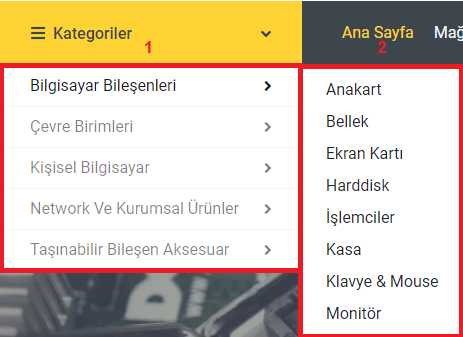 Kategoriler
1
Ana Sayfa
2
Mağ
Bilgisayar Bileşenleri
Çevre Birimleri
Kişisel Bilgisayar
Network Ve Kurumsal Ürünler
Taşınabilir Bileşen Aksesuar
Anakart
Bellek
Ekran Kartı
Harddisk
İşlemciler
Kasa
Klavye & Mouse
Monitör